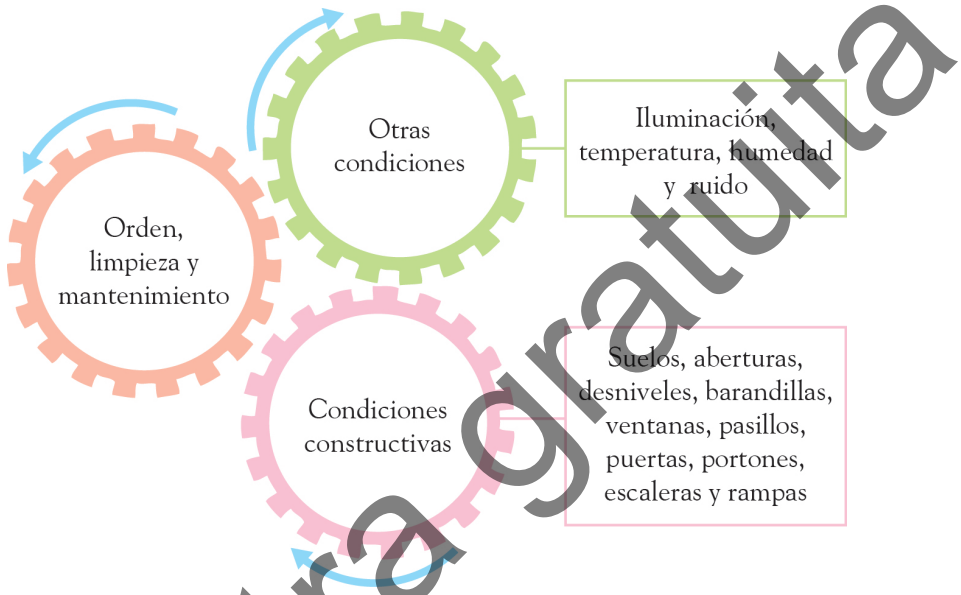 Otras
condiciones
Iluminación,
temperatura, humedad
y ruido
Orden,
limpieza y
mantenimiento
Condiciones
constructivas
Suelos, aberturas,
desniveles, barandillas,
ventanas, pasillos,
puertas, portones,
escaleras y rampas
gratuita